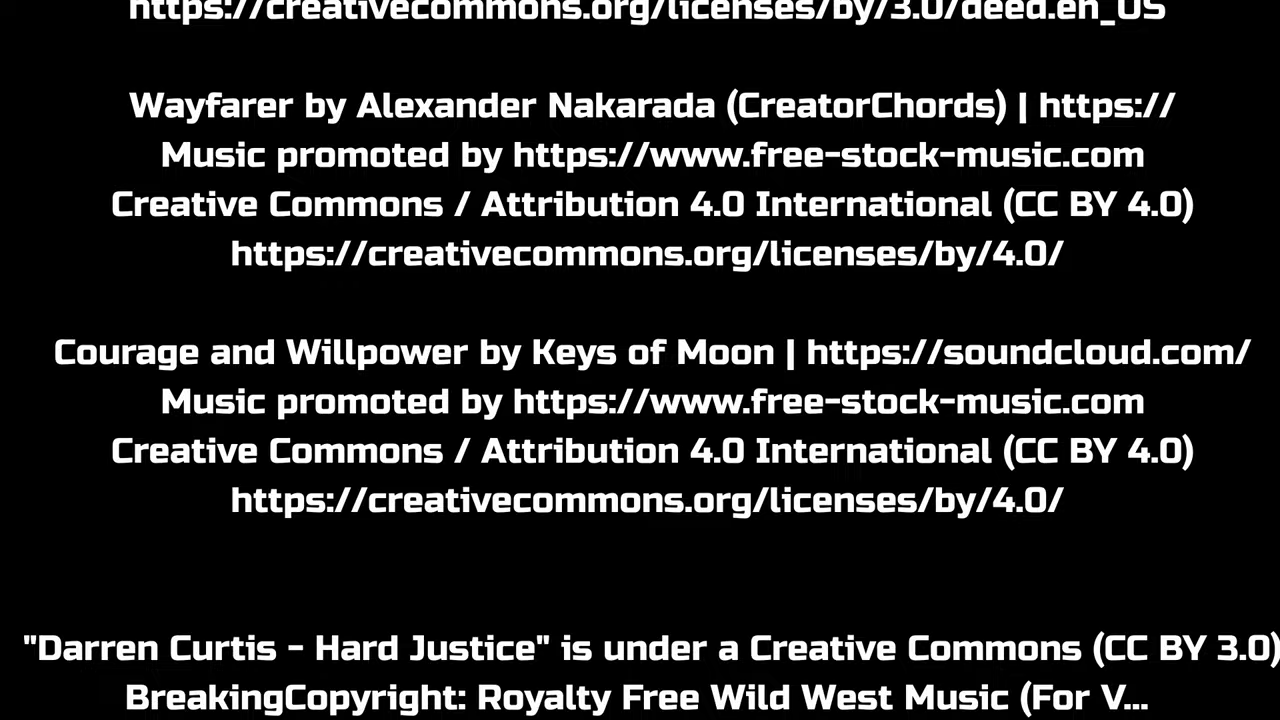 https://creativecommons.org/licenses/by/3.0/deed.en_US
Wayfarer by Alexander Nakarada (CreatorChords) | https://
Music promoted by https://www.free-stock-music.com
Creative Commons / Attribution 4.0 International (CC BY 4.0)
https://creativecommons.org/licenses/by/4.0/
Courage and Willpower by Keys of Moon | https://soundcloud.com/
Music promoted by https://www.free-stock-music.com
Creative Commons / Attribution 4.0 International (CC BY 4.0)
https://creativecommons.org/licenses/by/4.0/
"Darren Curtis - Hard Justice" is under a Creative Commons (CC BY 3.0)
BreakingCopyright: Royalty Free Wild West Music (For V...